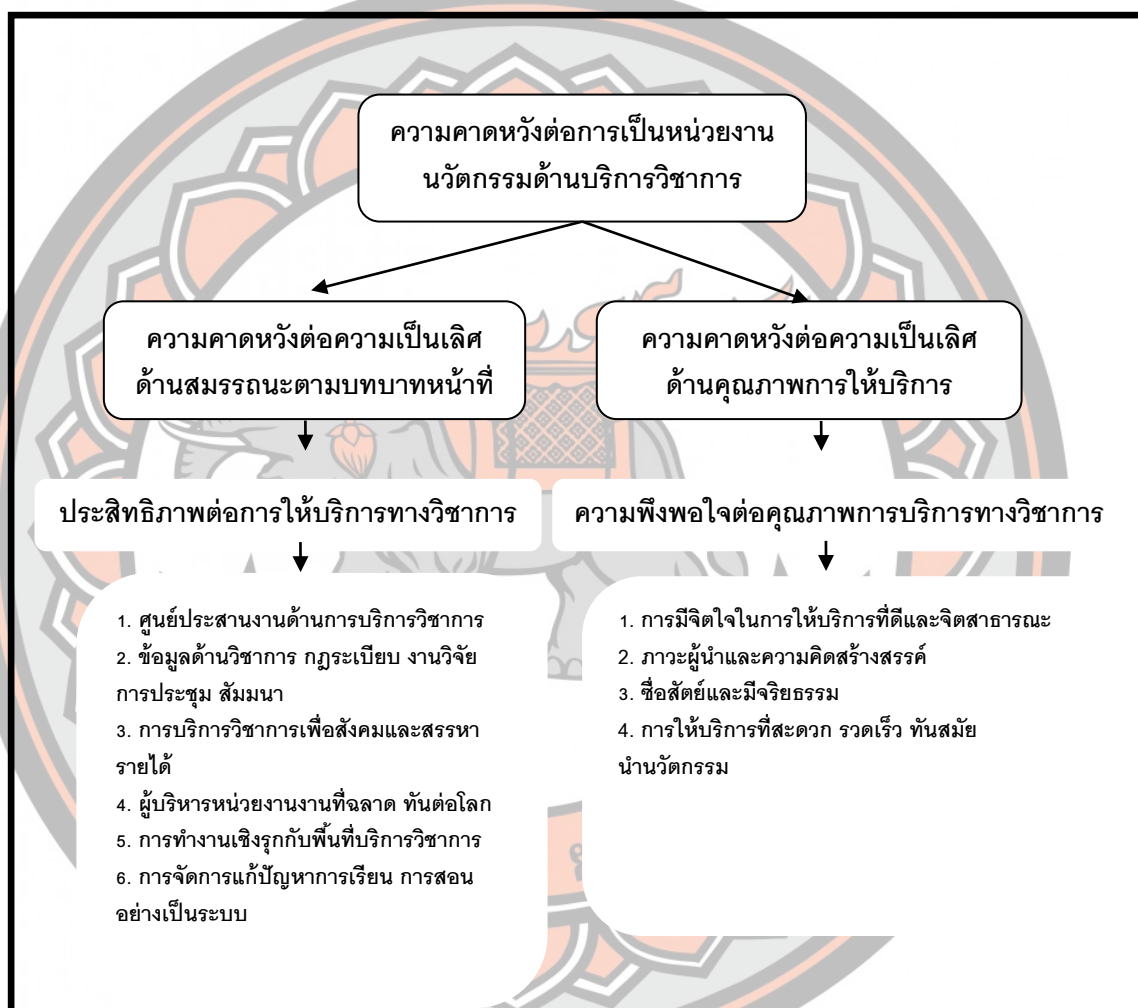 ความคาดหวังต่อการเป็นหน่วยงาน
นวัตกรรมด้านบริการวิชาการ
ความคาดหวังต่อความเป็นเลิศ
ด้านสมรรถนะตามบทบาทหน้าที่
ความคาดหวังต่อความเป็นเลิศ
ด้านคุณภาพการให้บริการ
ประสิทธิภาพต่อการให้บริการทางวิชาการ
ความพึงพอใจต่อคุณภาพการบริการทางวิชาการ
1. ศูนย์ประสานงานด้านการบริการวิชาการ
2. ข้อมูลด้านวิชาการ กฎระเบียบ งานวิจัย
การประชุม สัมมนา
3. การบริการวิชาการเพื่อสังคมและสรรหา
รายได้
4. ผู้บริหารหน่วยงานงานที่ฉลาด ทันต่อโลก
5. การทำงานเชิงรุกกับพื้นที่บริการวิชาการ
6. การจัดการแก้ปัญหาการเรียน การสอน
อย่างเป็นระบบ
1. การมีจิตใจในการให้บริการที่ดีและจิตสาธารณะ
2. ภาวะผู้นำและความคิดสร้างสรรค์
3. ซื่อสัตย์และมีจริยธรรม
4. การให้บริการที่สะดวก รวดเร็ว ทันสมัย
นำนวัตกรรม